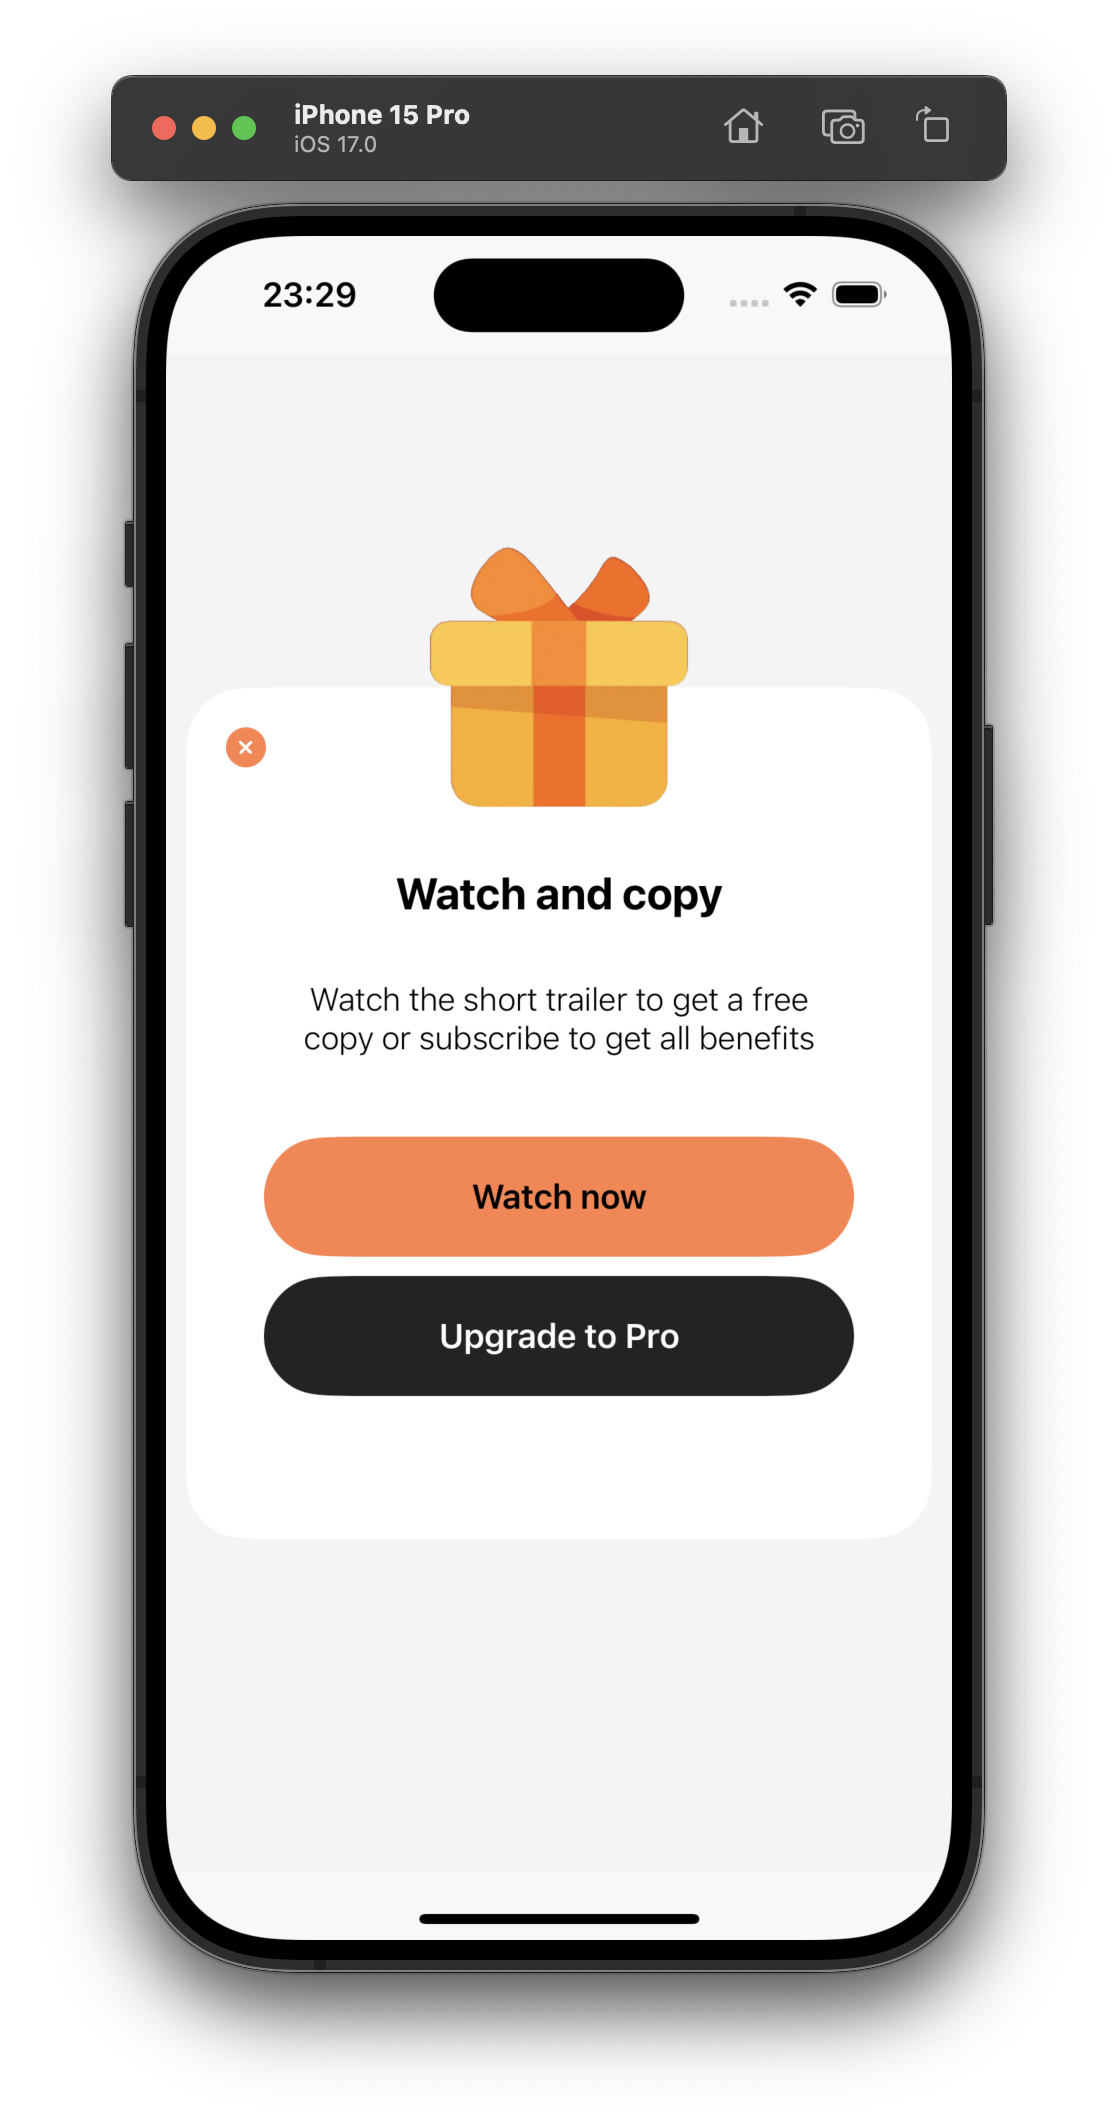 iPhone 15 Pro
iOS 17.0
23:29
Watch and copy
Watch the short trailer to get a free
copy or subscribe to get all benefits
Watch now
Upgrade to Pro